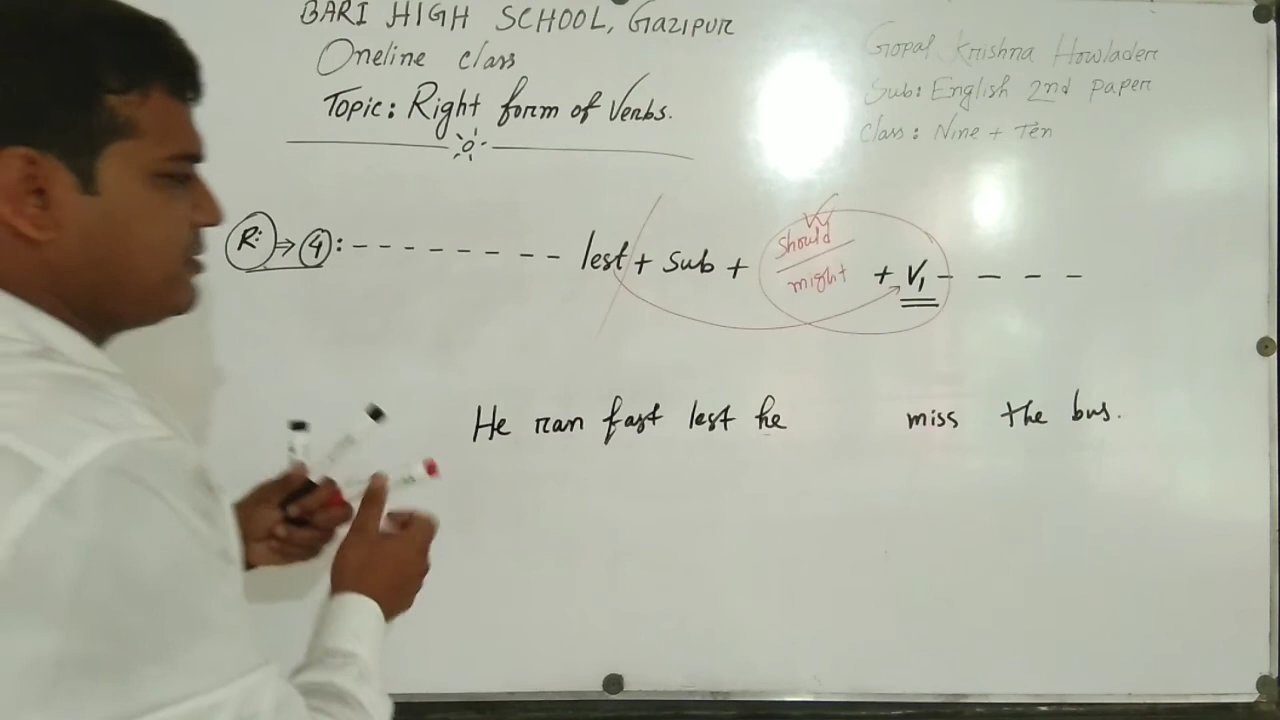 BARI HIGH SCHOOL, GAZIPUR
Oneline class
Topic: Right form of Verbs.
Gopal Krishna Howlader
Sub: English 2nd paper
Class: Nine + Ten
R: → 4: - - - - - - - - lest + sub + should/might + V1 - - - -
He ran fast lest he miss the bus.